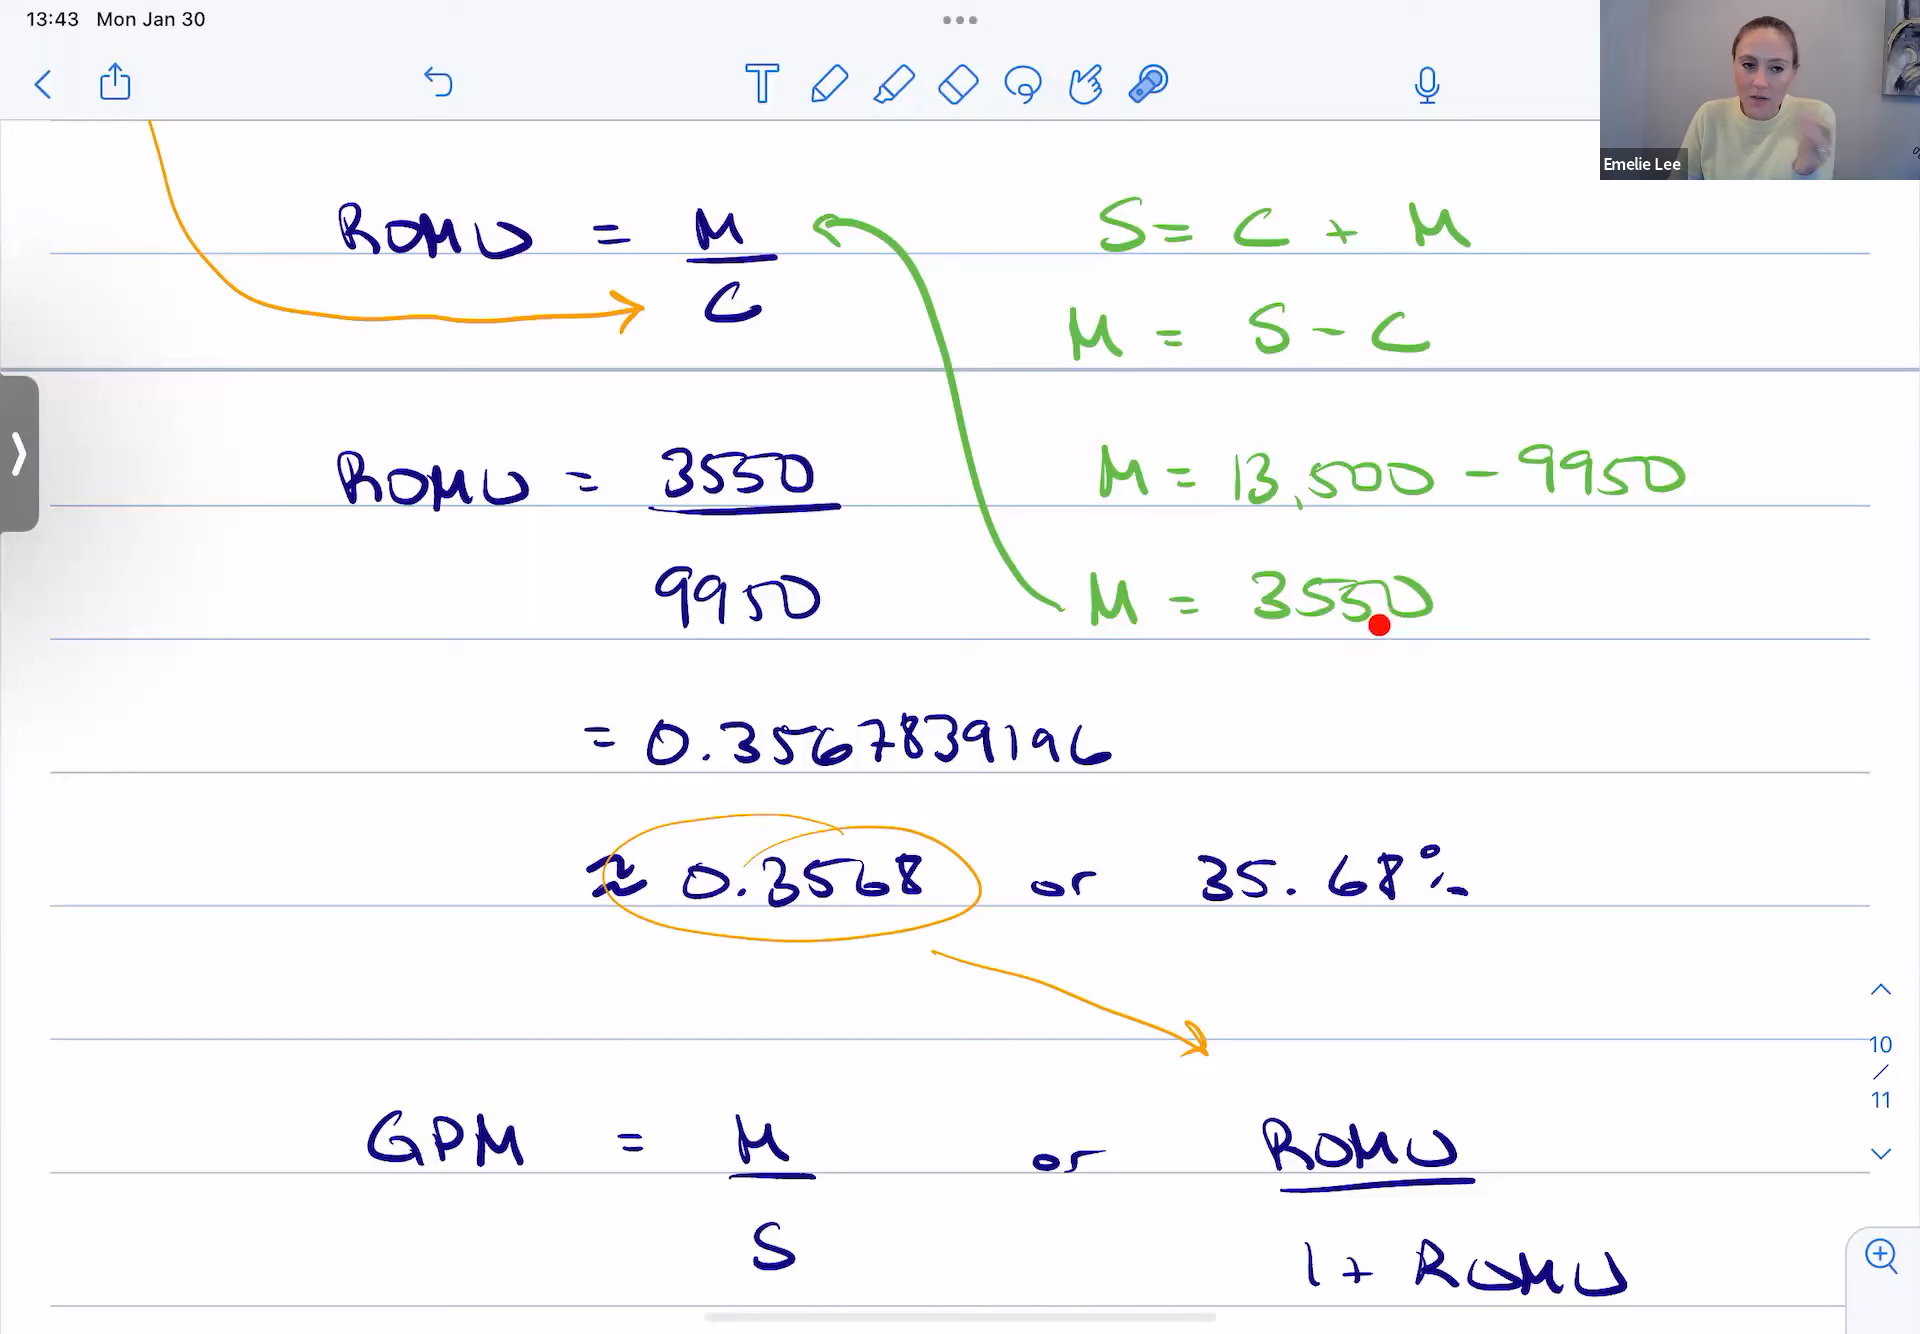 13:43 Mon Jan 30
Emelie Lee
ROMU = M
C
S = C + M
M = S - C
ROMU = 3550
9950
M = 13,500 - 9950
M = 3550
= 0.3567839196
≈ 0.3568 or 35.68%
GPM = M
S
or
ROMU
1 + ROMU
10
/
11